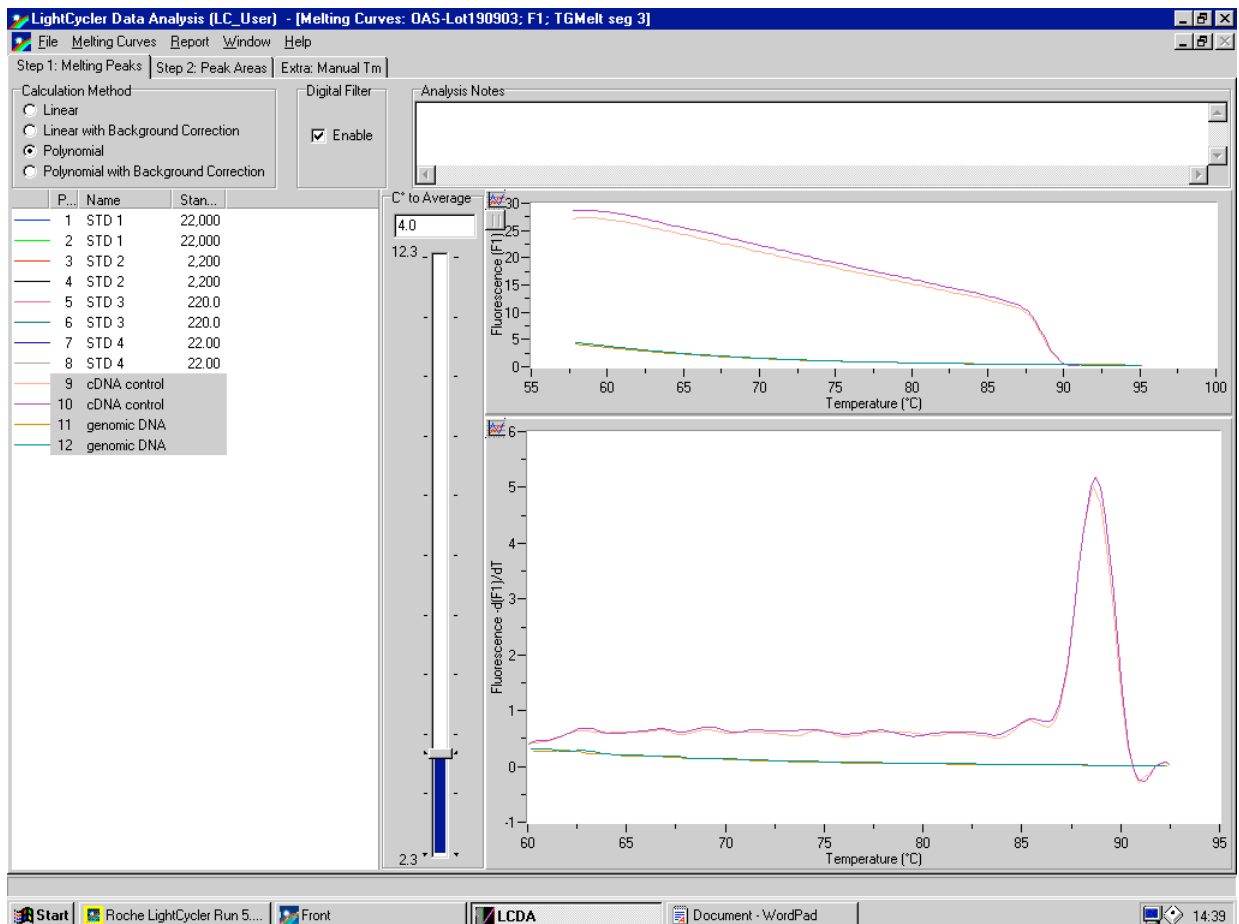 LightCycler Data Analysis (LC_User) - [Melting Curves: OAS-Lot190903; F1; TGMelt seg 3]
File Melting Curves Report Window Help
Step 1: Melting Peaks Step 2: Peak Areas Extra: Manual Tm
Calculation Method
Linear
Linear with Background Correction
Polynomial
Polynomial with Background Correction
Digital Filter
Enable
Analysis Notes
P... Name Stan...
1 STD 1 22,000
2 STD 1 22,000
3 STD 2 2,200
4 STD 2 2,200
5 STD 3 220.0
6 STD 3 220.0
7 STD 4 22.00
8 STD 4 22.00
9 cDNA control
10 cDNA control
11 genomic DNA
12 genomic DNA
C° to Average
4.0
12.3
2.3
Fluorescence (F1)
30
25
20
15
10
5
0
55 60 65 70 75 80 85 90 95 100
Temperature (°C)
Fluorescence -d(F1)/dT
6
5
4
3
2
1
0
-1
60 65 70 75 80 85 90 95
Temperature (°C)
Start Roche LightCycler Run 5.... Front LCDA Document - WordPad 14:39